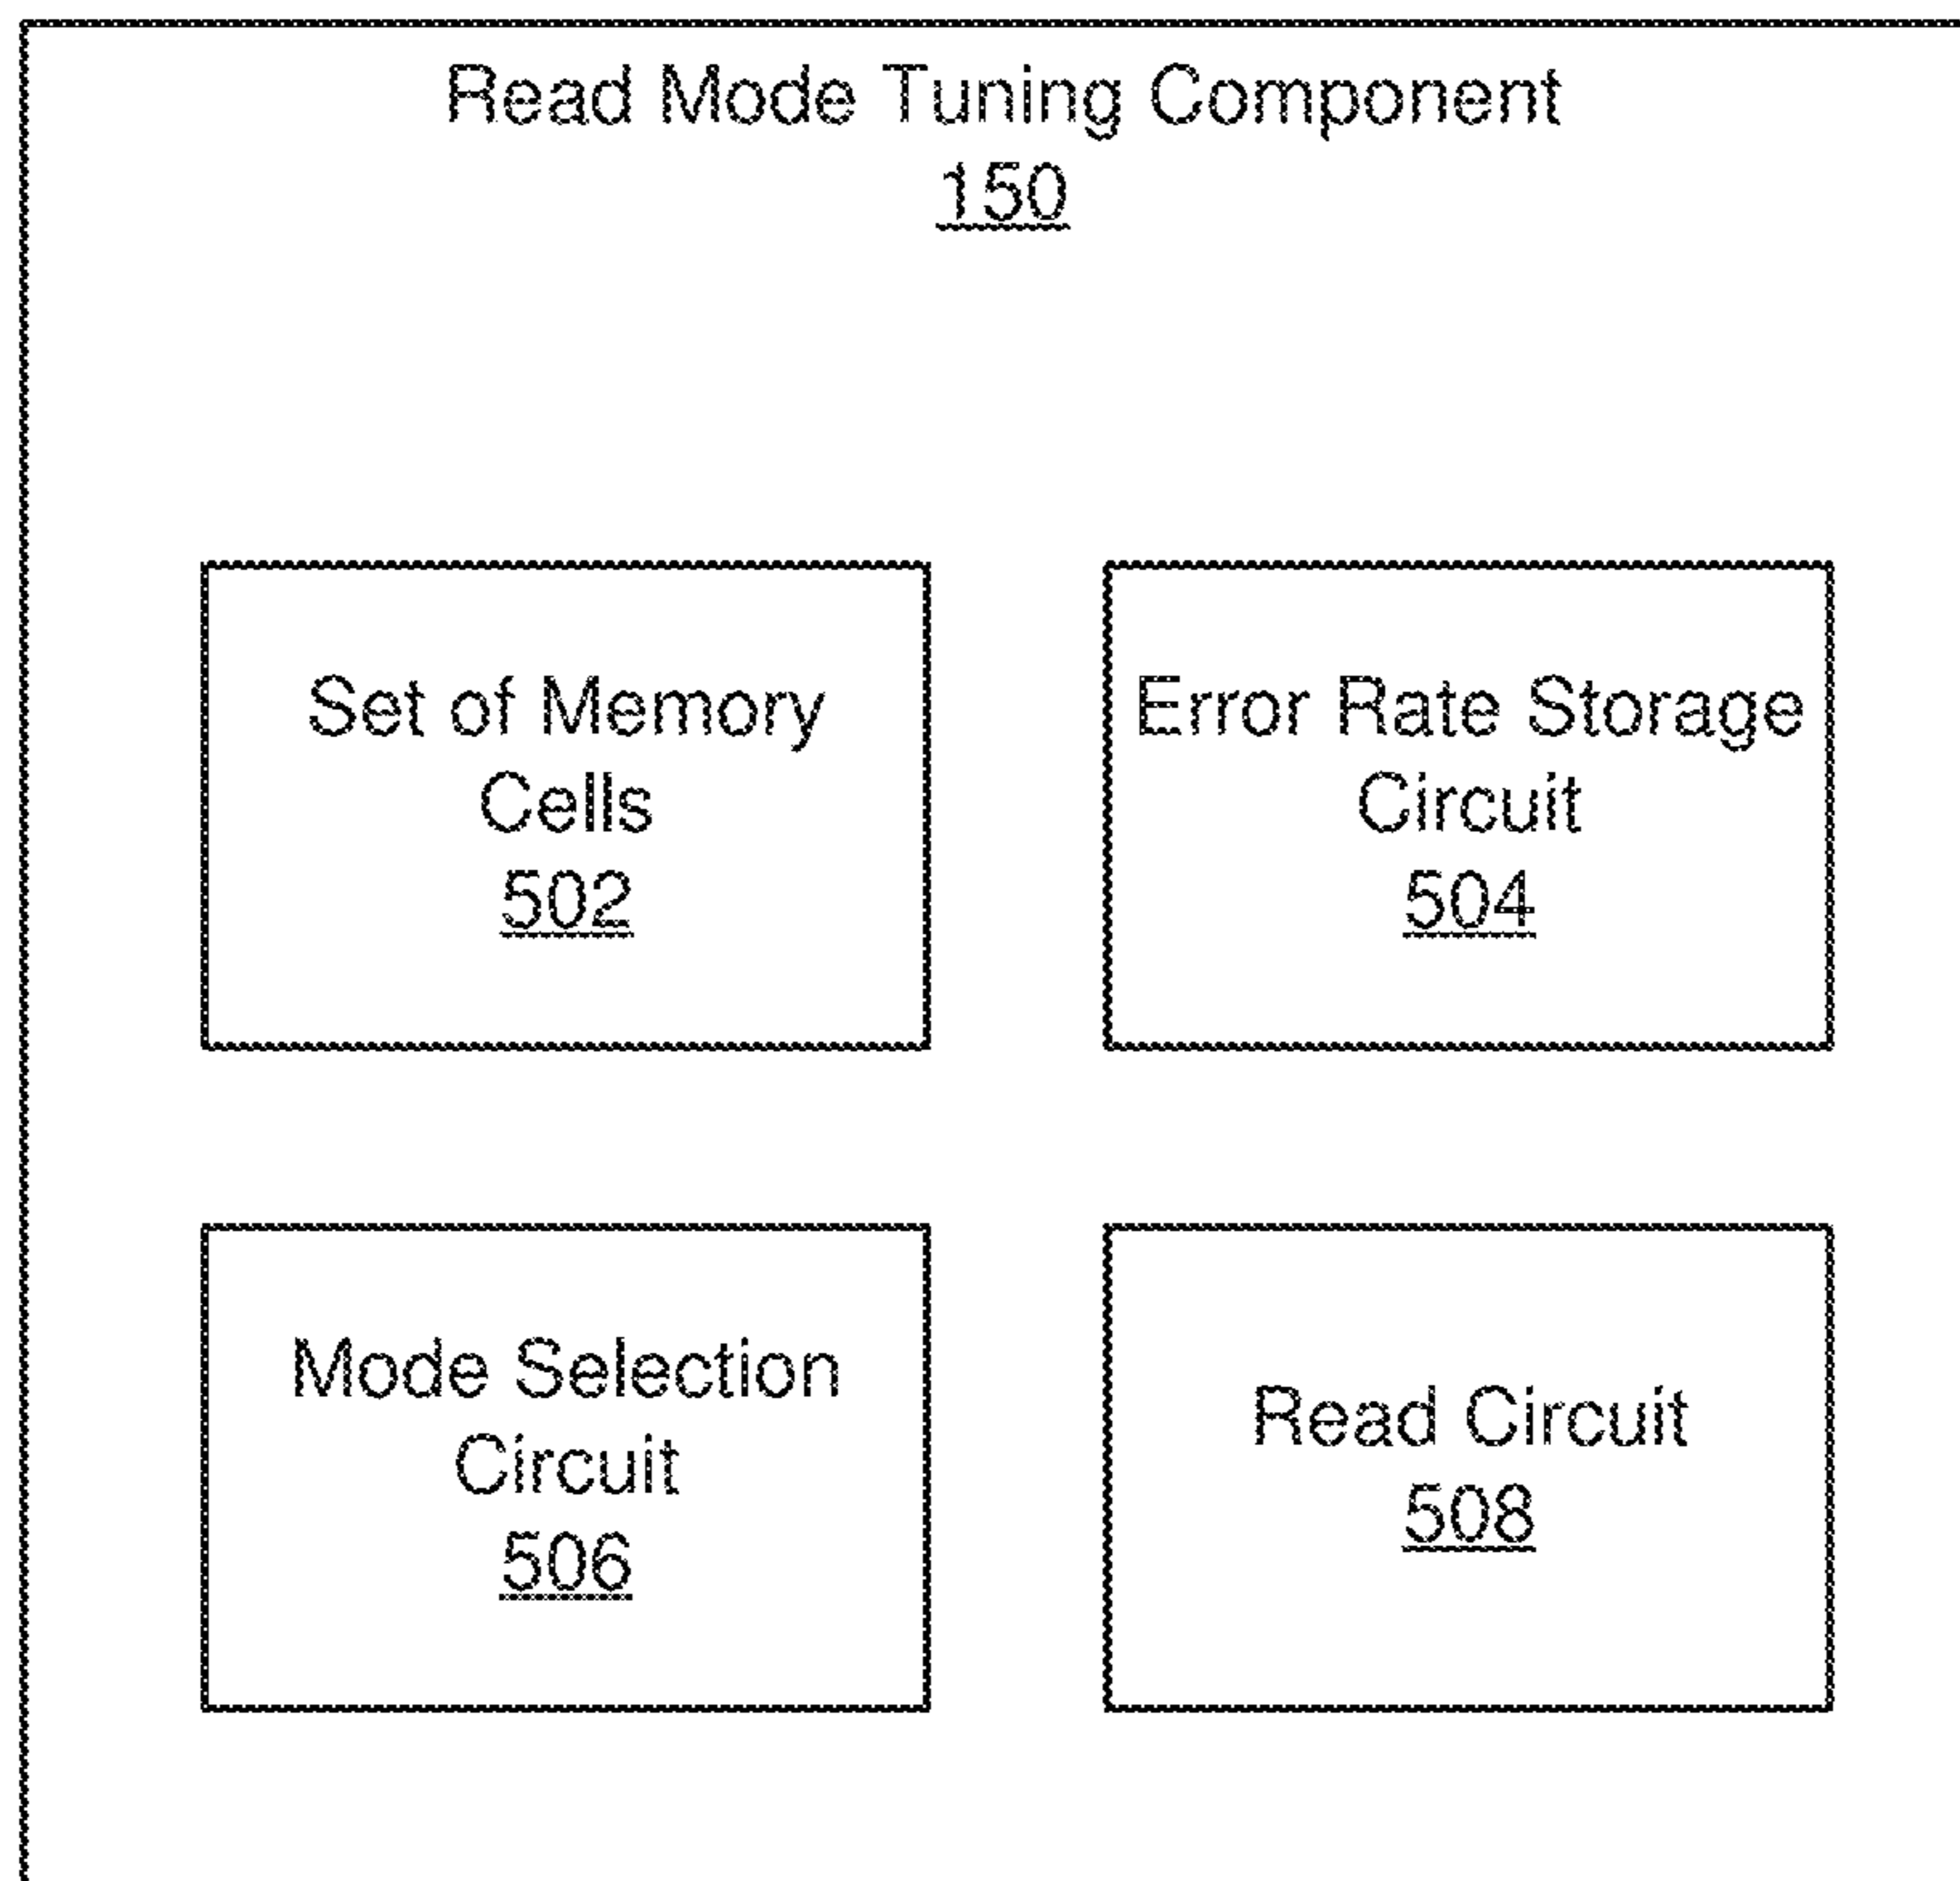 Read Mode Tuning Component
150
Set of Memory
Cells
502
Error Rate Storage
Circuit
504
Mode Selection
Circuit
506
Read Circuit
508